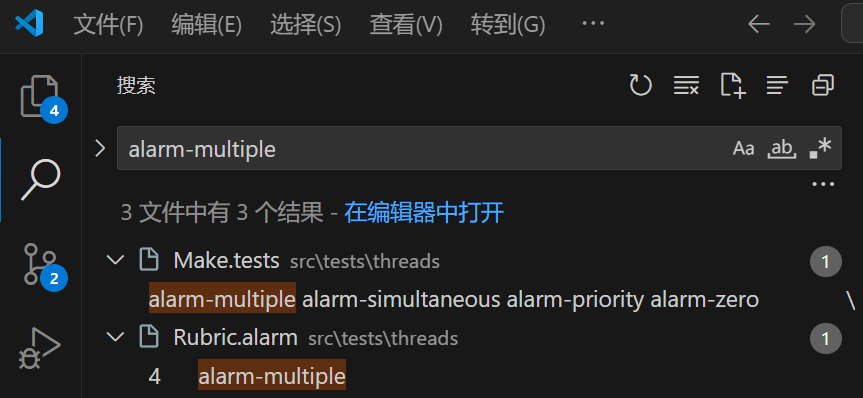 文件(F) 编辑(E) 选择(S) 查看(V) 转到(G) ···
搜索
4
alarm-multiple Aa ab .*
···
3 文件中有 3 个结果 - 在编辑器中打开
2
Make.tests src\tests\threads 1
alarm-multiple alarm-simultaneous alarm-priority alarm-zero \
Rubric.alarm src\tests\threads 1
4 alarm-multiple